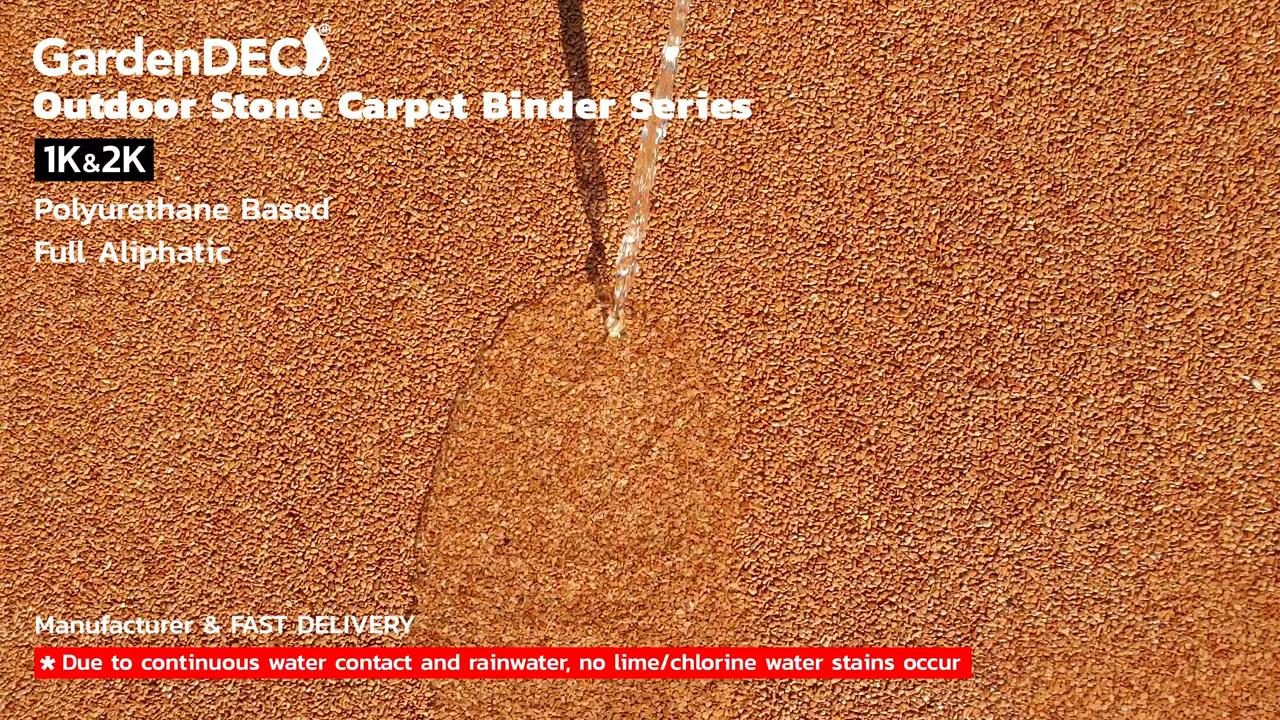 GardenDECO®
Outdoor Stone Carpet Binder Series
1K&2K
Polyurethane Based
Full Aliphatic
Manufacturer & FAST DELIVERY
* Due to continuous water contact and rainwater, no lime/chlorine water stains occur